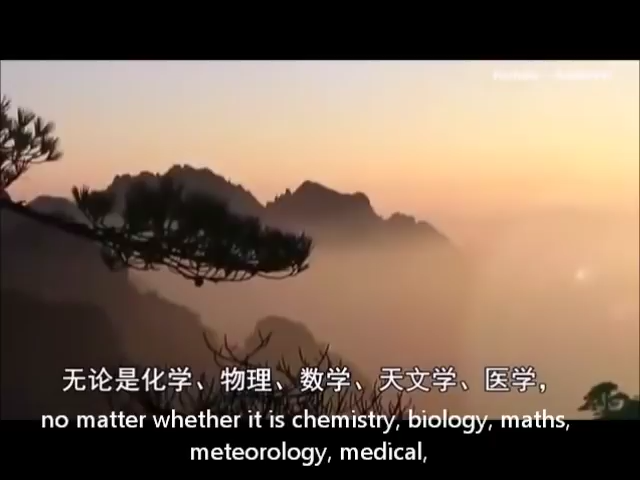 无论是化学、物理、数学、天文学、医学，
no matter whether it is chemistry, biology, maths,
meteorology, medical,